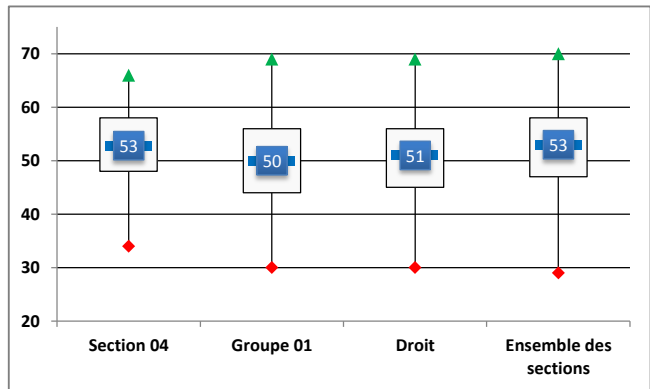 70
60
53
53
50
51
50
40
30
20
Section 04
Groupe 01
Droit
Ensemble des
sections